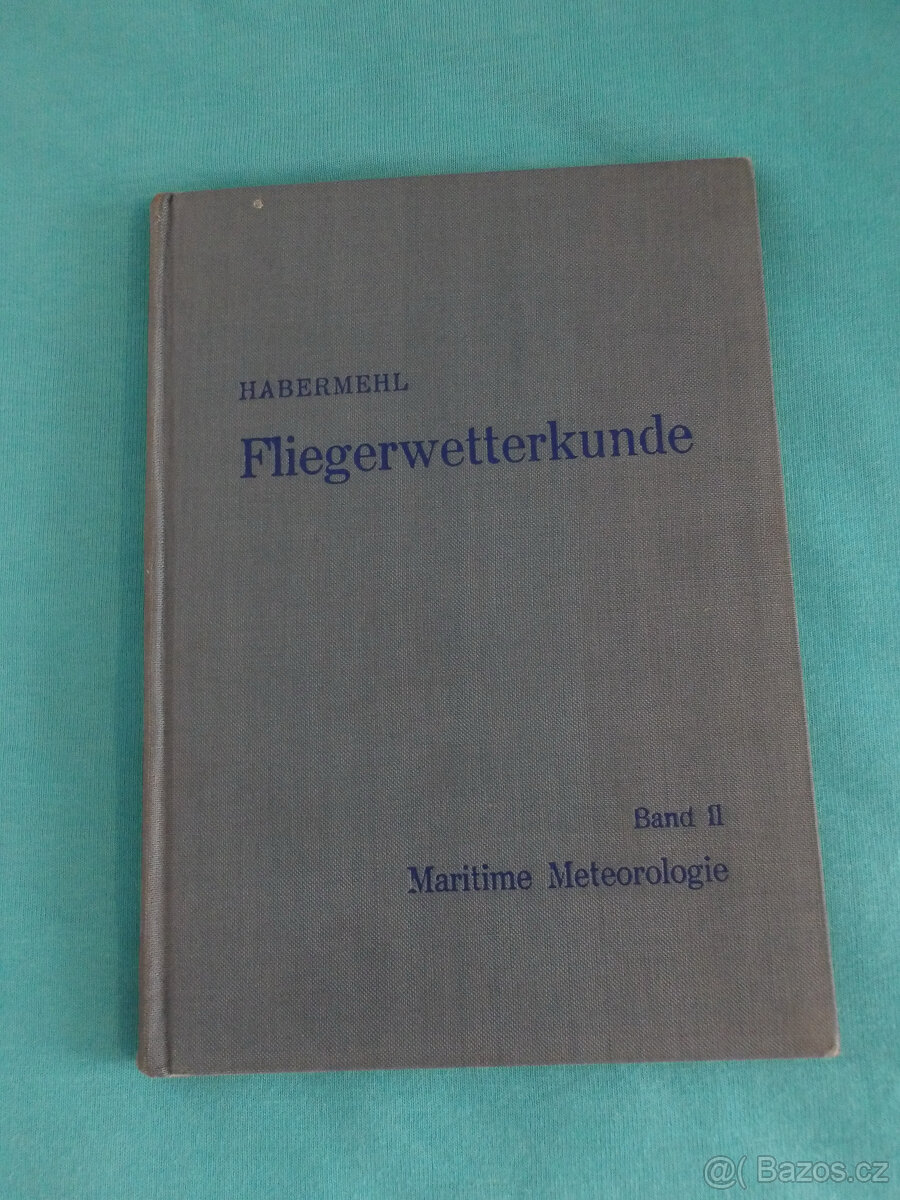 HABERMEHL
Fliegerwetterkunde
Band II
Maritime Meteorologie
@( Bazos.cz